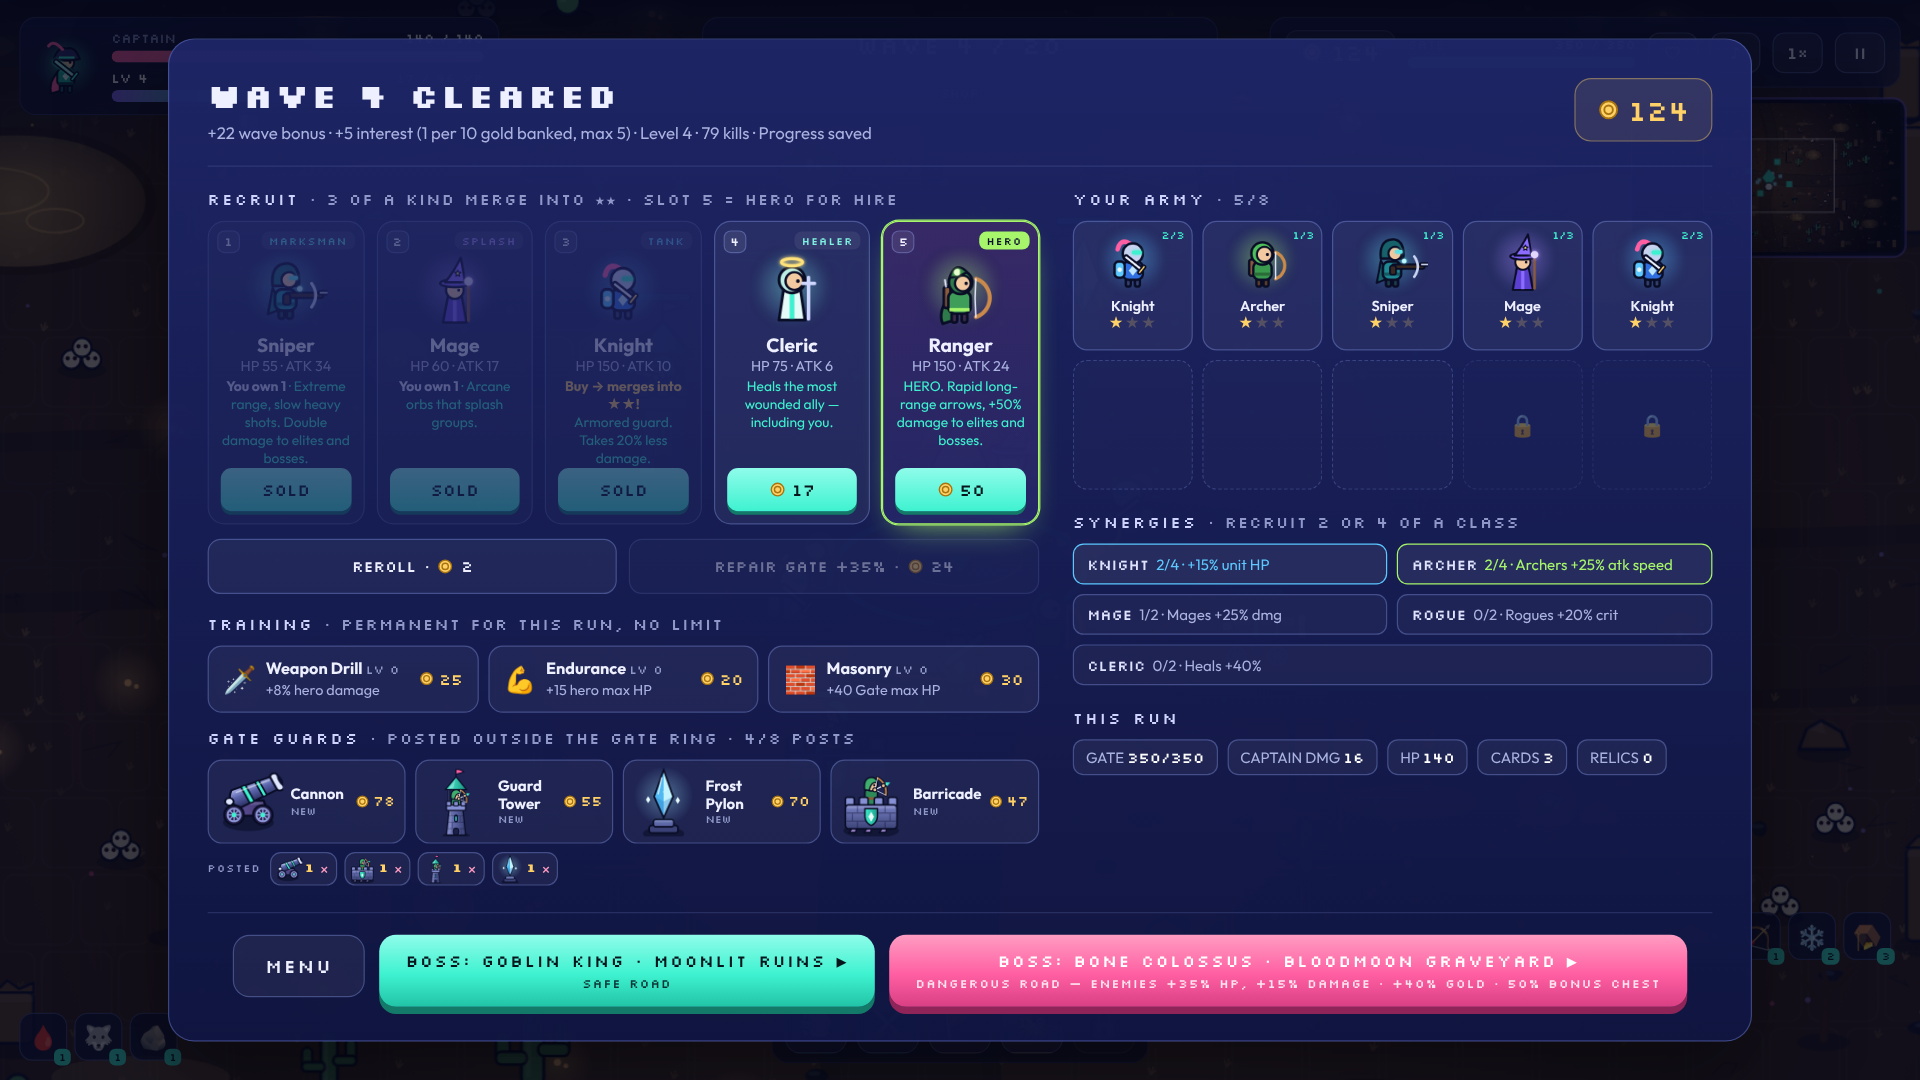 CAPTAIN
140 / 140
LV 4
WAVE 4 / 20
124
1×
WAVE 4 CLEARED
+22 wave bonus · +5 interest (1 per 10 gold banked, max 5) · Level 4 · 79 kills · Progress saved
124
RECRUIT · 3 OF A KIND MERGE INTO ★★ · SLOT 5 = HERO FOR HIRE
1 MARKSMAN
Sniper
HP 55 · ATK 34
You own 1 · Extreme
range, slow heavy
shots. Double
damage to elites and
bosses.
SOLD
2 SPLASH
Mage
HP 60 · ATK 17
You own 1 · Arcane
orbs that splash
groups.
SOLD
3 TANK
Knight
HP 150 · ATK 10
Buy → merges into
★★!
Armored guard.
Takes 20% less
damage.
SOLD
4 HEALER
Cleric
HP 75 · ATK 6
Heals the most
wounded ally —
including you.
17
5 HERO
Ranger
HP 150 · ATK 24
HERO. Rapid long-
range arrows, +50%
damage to elites and
bosses.
50
REROLL · 2
REPAIR GATE +35% · 24
TRAINING · PERMANENT FOR THIS RUN, NO LIMIT
Weapon Drill LV 0
+8% hero damage
25
Endurance LV 0
+15 hero max HP
20
Masonry LV 0
+40 Gate max HP
30
GATE GUARDS · POSTED OUTSIDE THE GATE RING · 4/8 POSTS
Cannon
NEW
78
Guard
Tower
NEW
55
Frost
Pylon
NEW
70
Barricade
NEW
47
POSTED 1 × 1 × 1 × 1 ×
YOUR ARMY · 5/8
2/3
Knight
★★★
1/3
Archer
★★★
1/3
Sniper
★★★
1/3
Mage
★★★
2/3
Knight
★★★
SYNERGIES · RECRUIT 2 OR 4 OF A CLASS
KNIGHT 2/4 · +15% unit HP
ARCHER 2/4 · Archers +25% atk speed
MAGE 1/2 · Mages +25% dmg
ROGUE 0/2 · Rogues +20% crit
CLERIC 0/2 · Heals +40%
THIS RUN
GATE 350/350
CAPTAIN DMG 16
HP 140
CARDS 3
RELICS 0
MENU
BOSS: GOBLIN KING · MOONLIT RUINS ▶
SAFE ROAD
BOSS: BONE COLOSSUS · BLOODMOON GRAVEYARD ▶
DANGEROUS ROAD — ENEMIES +35% HP, +15% DAMAGE · +40% GOLD · 50% BONUS CHEST
1
2
3
1
1
1